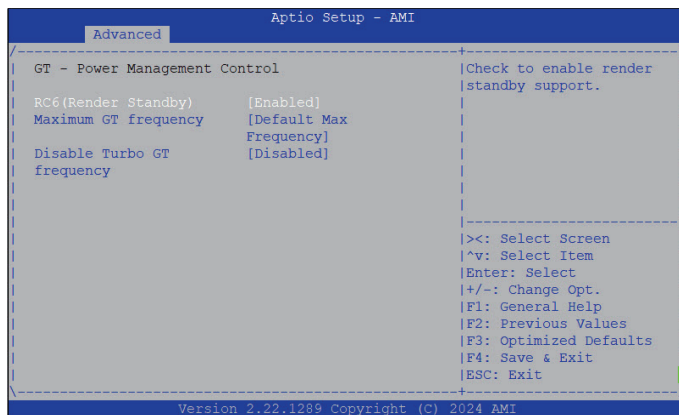 Aptio Setup - AMI
Advanced
GT - Power Management Control
RC6(Render Standby) [Enabled]
Maximum GT frequency [Default Max
Frequency]
Disable Turbo GT [Disabled]
frequency
Check to enable render
standby support.
><: Select Screen
^v: Select Item
Enter: Select
+/-: Change Opt.
F1: General Help
F2: Previous Values
F3: Optimized Defaults
F4: Save & Exit
ESC: Exit
Version 2.22.1289 Copyright (C) 2024 AMI